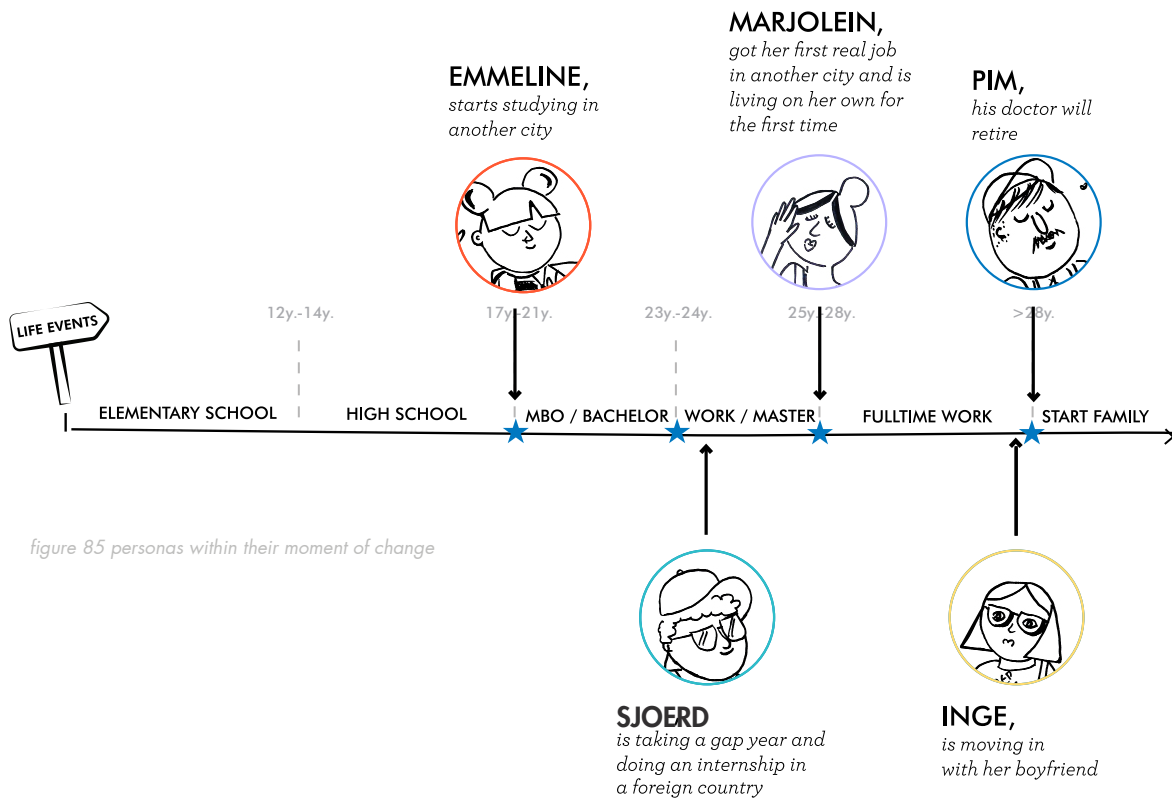 MARJOLEIN,
got her first real job
in another city and is
living on her own for
the first time
EMMELINE,
starts studying in
another city
PIM,
his doctor will
retire
LIFE EVENTS
12y.-14y.
17y.-21y.
23y.-24y.
25y.-28y.
>28y.
ELEMENTARY SCHOOL
HIGH SCHOOL
MBO / BACHELOR
WORK / MASTER
FULLTIME WORK
START FAMILY
figure 85 personas within their moment of change
SJOERD
is taking a gap year and
doing an internship in
a foreign country
INGE,
is moving in
with her boyfriend